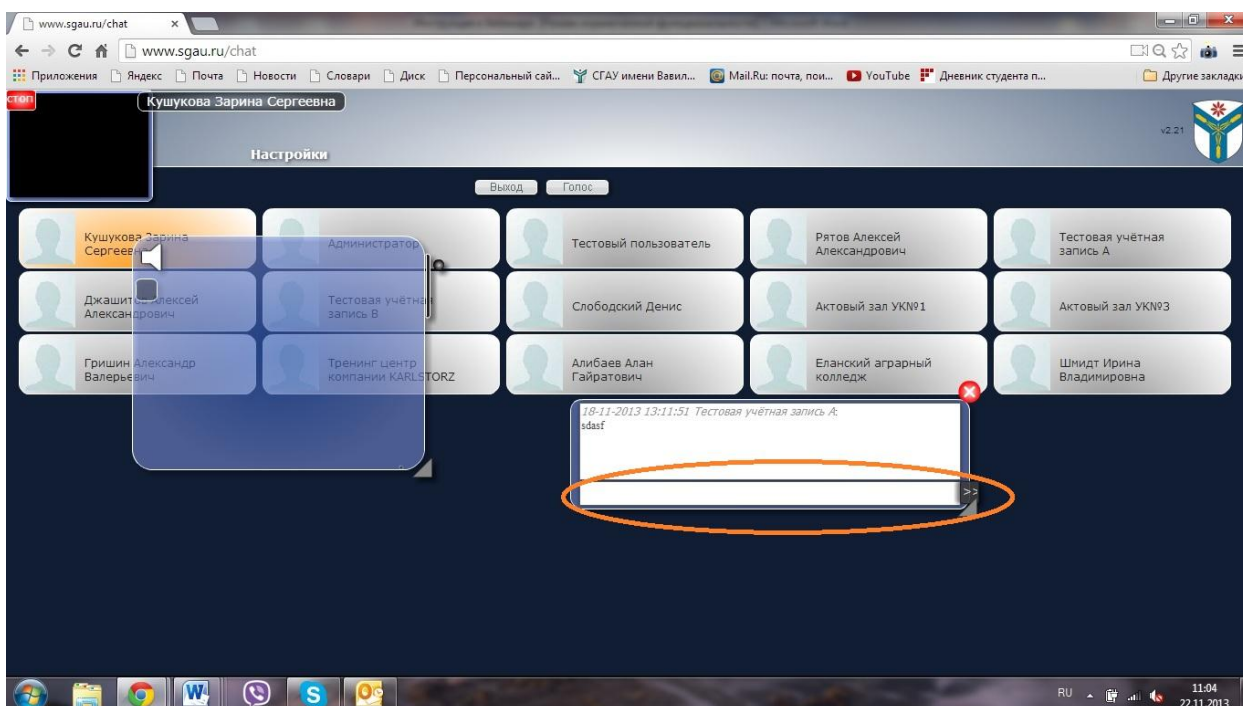 www.sgau.ru/chat
www.sgau.ru/chat
Приложения Яндекс Почта Новости Словари Диск Персональный сай... СГАУ имени Вавил... Mail.Ru: почта, пои... YouTube Дневник студента п... Другие закладки
стоп
Кушукова Зарина Сергеевна
v2.21
Настройки
Выход Голос
Кушукова Зарина
Сергеевна
Администратор
Тестовый пользователь
Рятов Алексей
Александрович
Тестовая учётная
запись А
Джашитов Алексей
Александрович
Тестовая учётная
запись В
Слободский Денис
Актовый зал УК№1
Актовый зал УК№3
Гришин Александр
Валерьевич
Тренинг центр
компании KARLSTORZ
Алибаев Алан
Гайратович
Еланский аграрный
колледж
Шмидт Ирина
Владимировна
18-11-2013 13:11:51 Тестовая учётная запись А:
sdasf
>>
RU
11:04
22.11.2013